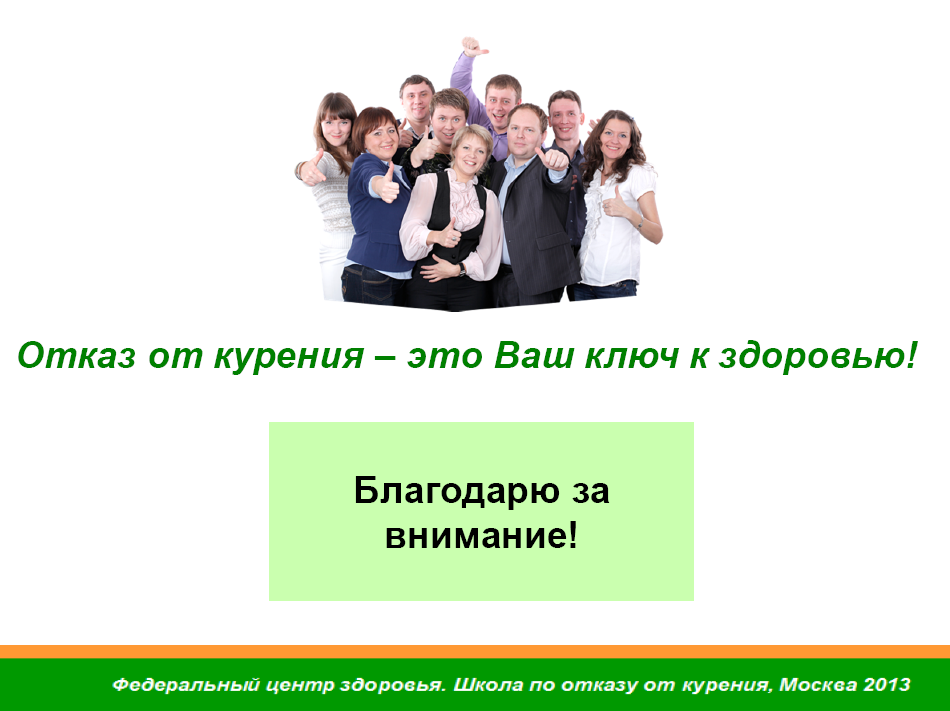 Отказ от курения – это Ваш ключ к здоровью!
Благодарю за
внимание!
Федеральный центр здоровья. Школа по отказу от курения, Москва 2013